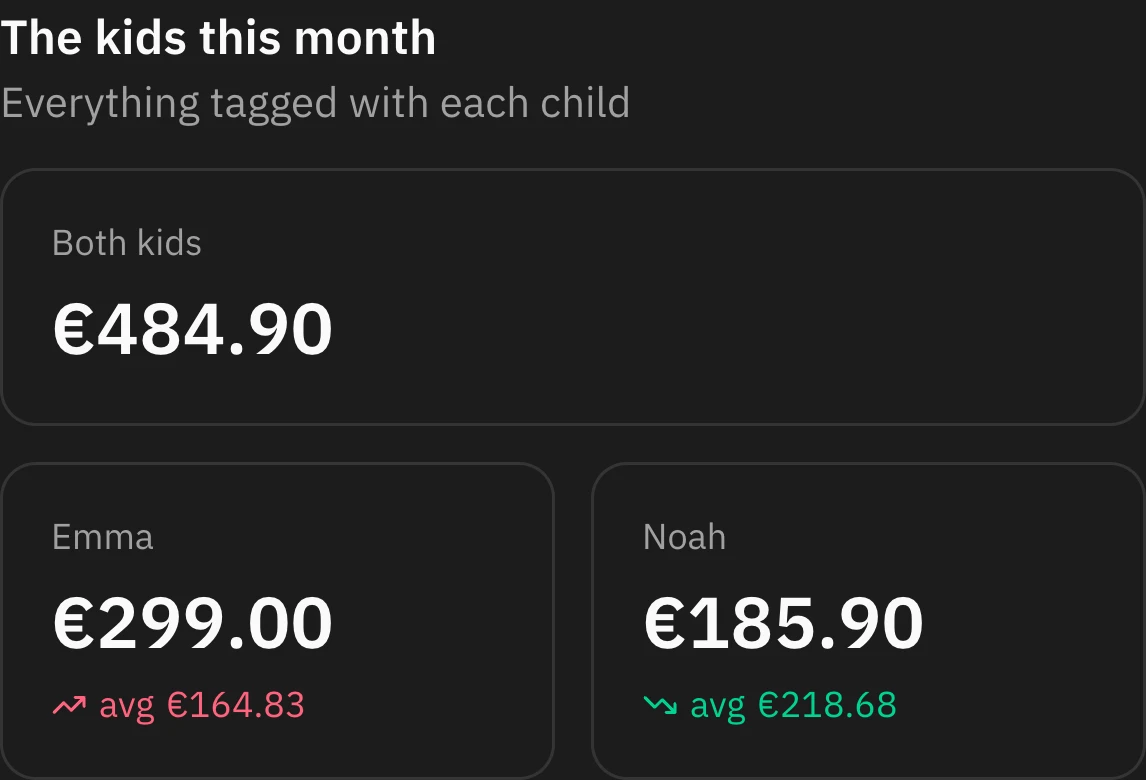 The kids this month
Everything tagged with each child
Both kids
€484.90
Emma
€299.00
avg €164.83
Noah
€185.90
avg €218.68